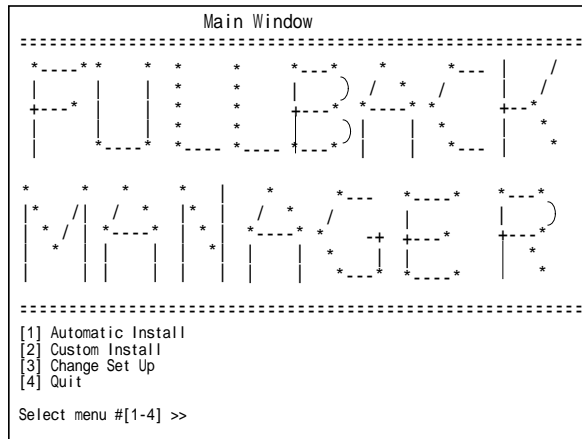 Main Window
FULLBACK
MANAGER
[1] Automatic Install
[2] Custom Install
[3] Change Set Up
[4] Quit
Select menu #[1-4] >>